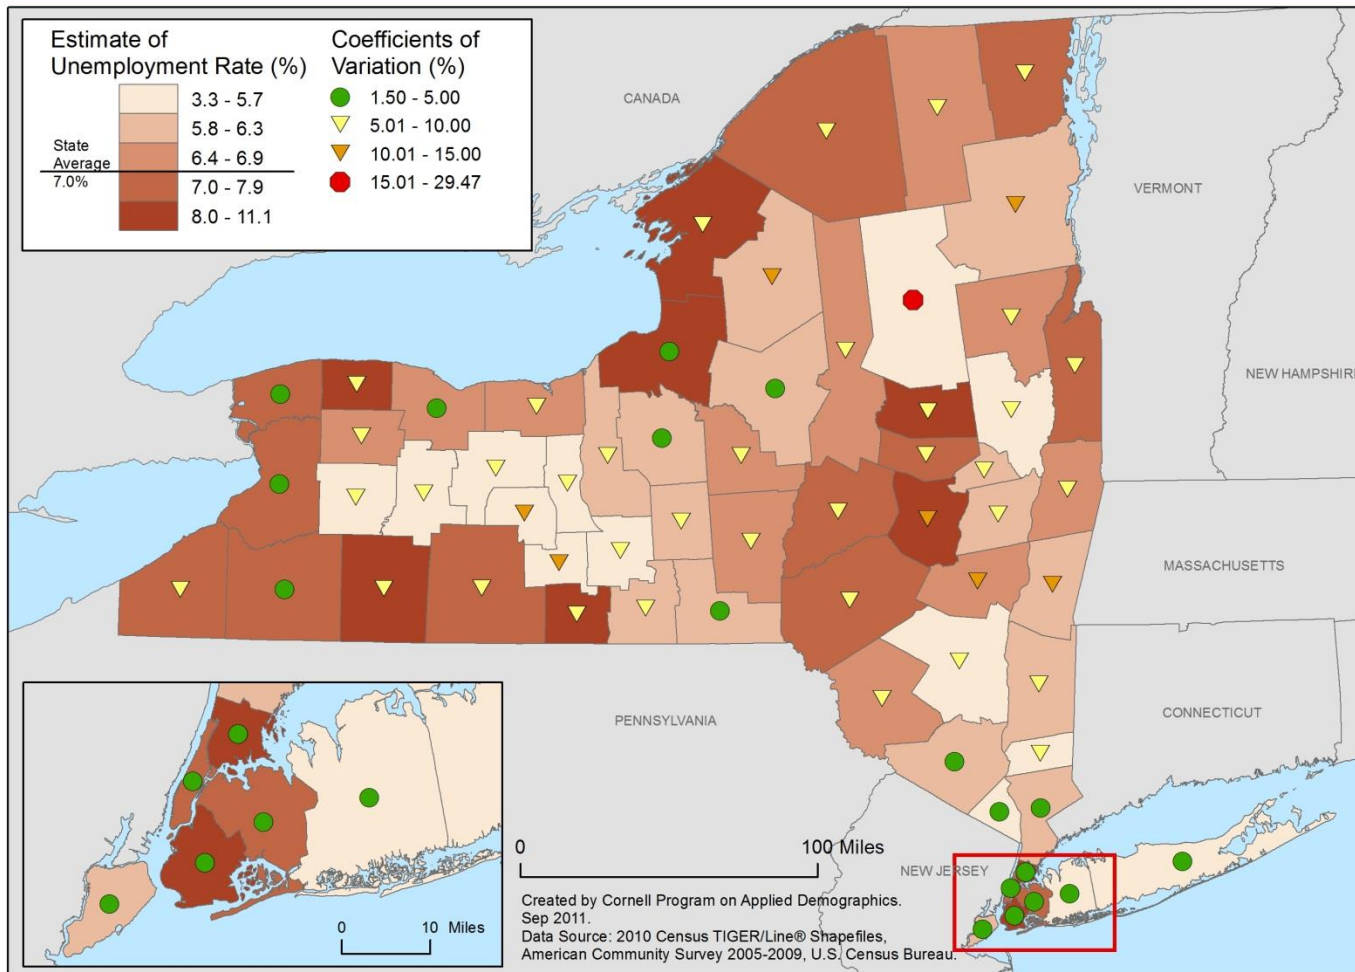 Estimate of
Unemployment Rate (%)
3.3 - 5.7
5.8 - 6.3
6.4 - 6.9
State
Average
7.0%
7.0 - 7.9
8.0 - 11.1
Coefficients of
Variation (%)
1.50 - 5.00
5.01 - 10.00
10.01 - 15.00
15.01 - 29.47
CANADA
VERMONT
NEW HAMPSHIRE
MASSACHUSETTS
CONNECTICUT
PENNSYLVANIA
NEW JERSEY
0 100 Miles
0 10 Miles
Created by Cornell Program on Applied Demographics.
Sep 2011.
Data Source: 2010 Census TIGER/Line® Shapefiles,
American Community Survey 2005-2009, U.S. Census Bureau.